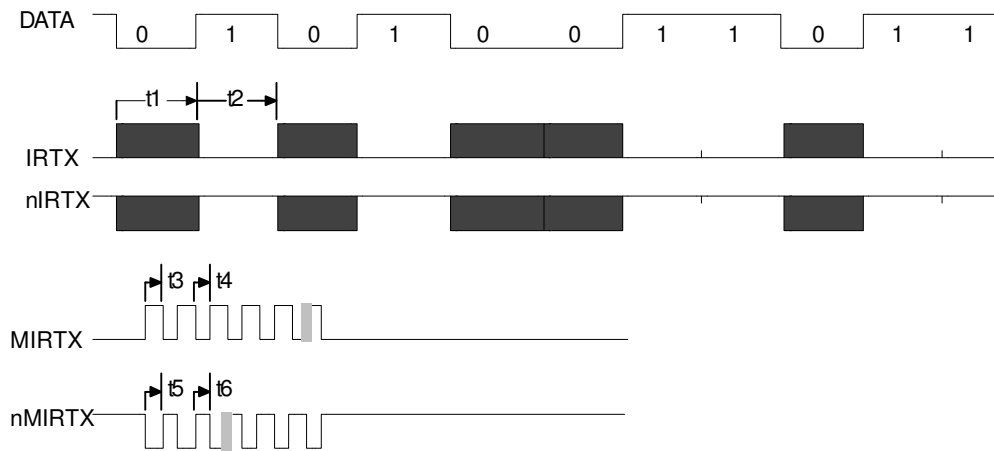 DATA
0 1 0 1 0 0 1 1 0 1 1
t1 t2
IRTX
nIRTX
t3 t4
MIRTX
t5 t6
nMIRTX